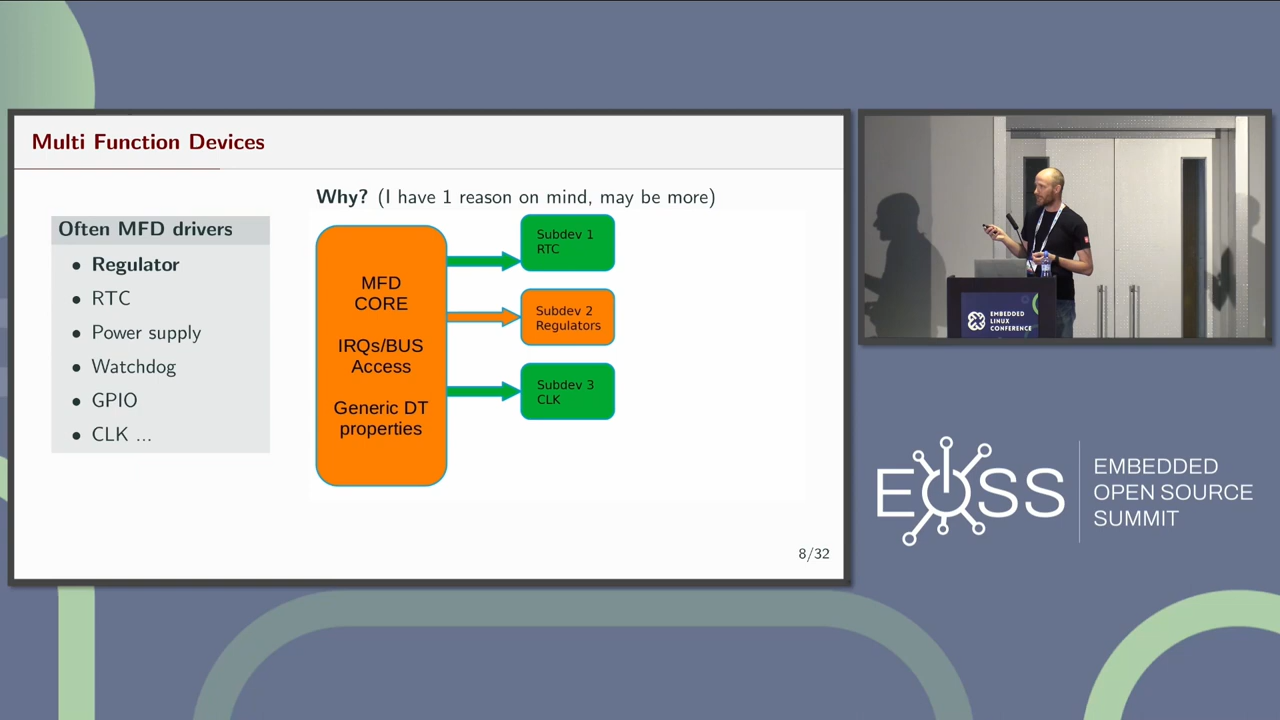 Multi Function Devices
Often MFD drivers
• Regulator
• RTC
• Power supply
• Watchdog
• GPIO
• CLK ...
Why? (I have 1 reason on mind, may be more)
MFD
CORE
IRQs/BUS
Access
Generic DT
properties
Subdev 1
RTC
Subdev 2
Regulators
Subdev 3
CLK
8/32
EMBEDDED
LINUX
CONFERENCE
EOSS
EMBEDDED
OPEN SOURCE
SUMMIT